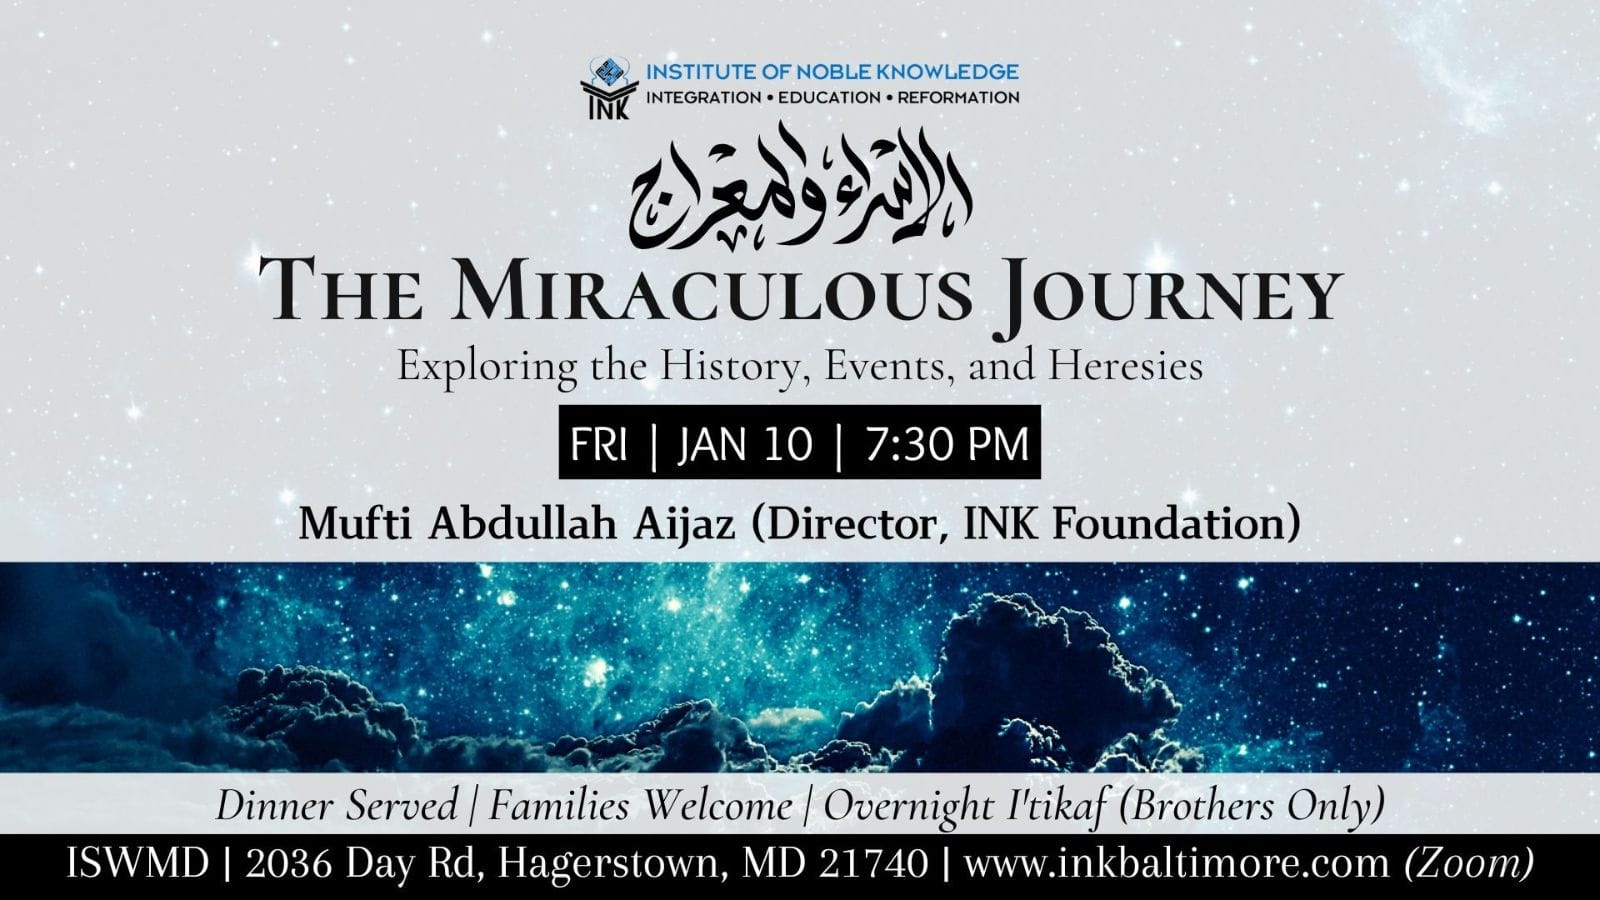 INSTITUTE OF NOBLE KNOWLEDGE
INK
INTEGRATION • EDUCATION • REFORMATION
الإسراء والمعراج
THE MIRACULOUS JOURNEY
Exploring the History, Events, and Heresies
FRI | JAN 10 | 7:30 PM
Mufti Abdullah Aijaz (Director, INK Foundation)
Dinner Served | Families Welcome | Overnight I'tikaf (Brothers Only)
ISWMD | 2036 Day Rd, Hagerstown, MD 21740 | www.inkbaltimore.com (Zoom)